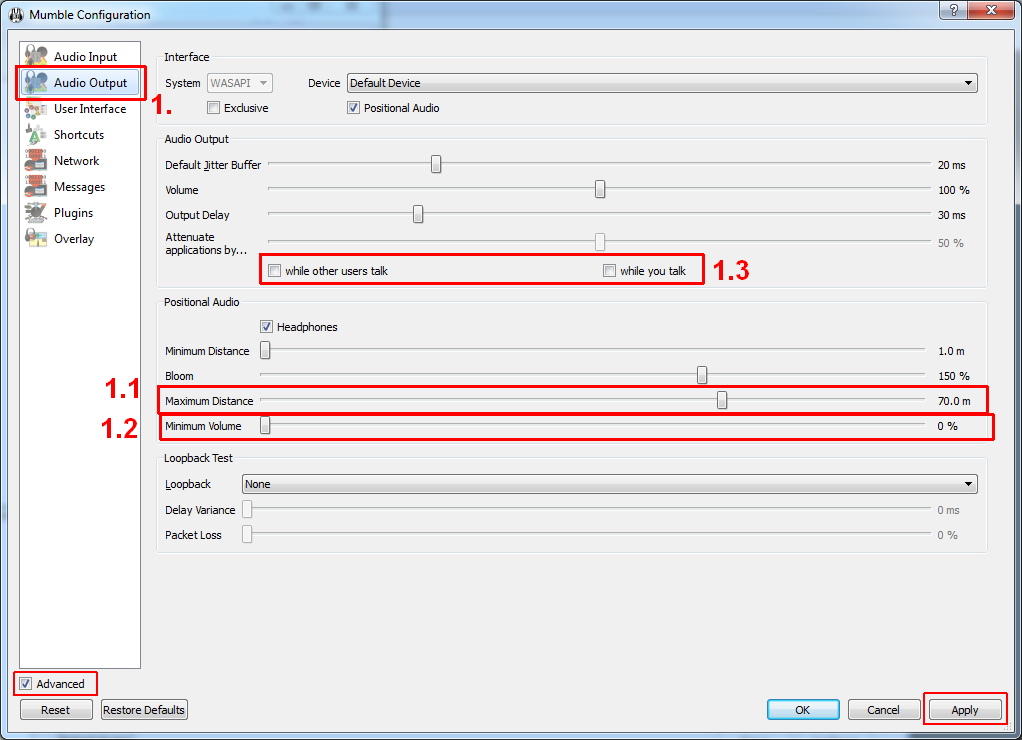 Mumble Configuration
?
Audio Input
Audio Output
1.
User Interface
Shortcuts
Network
Messages
Plugins
Overlay
Interface
System WASAPI Device Default Device
Exclusive Positional Audio
Audio Output
Default Jitter Buffer 20 ms
Volume 100 %
Output Delay 30 ms
Attenuate
applications by... 50 %
while other users talk while you talk 1.3
Positional Audio
Headphones
Minimum Distance 1.0 m
Bloom 150 %
1.1 Maximum Distance 70.0 m
1.2 Minimum Volume 0 %
Loopback Test
Loopback None
Delay Variance 0 ms
Packet Loss 0 %
Advanced
Reset Restore Defaults OK Cancel Apply